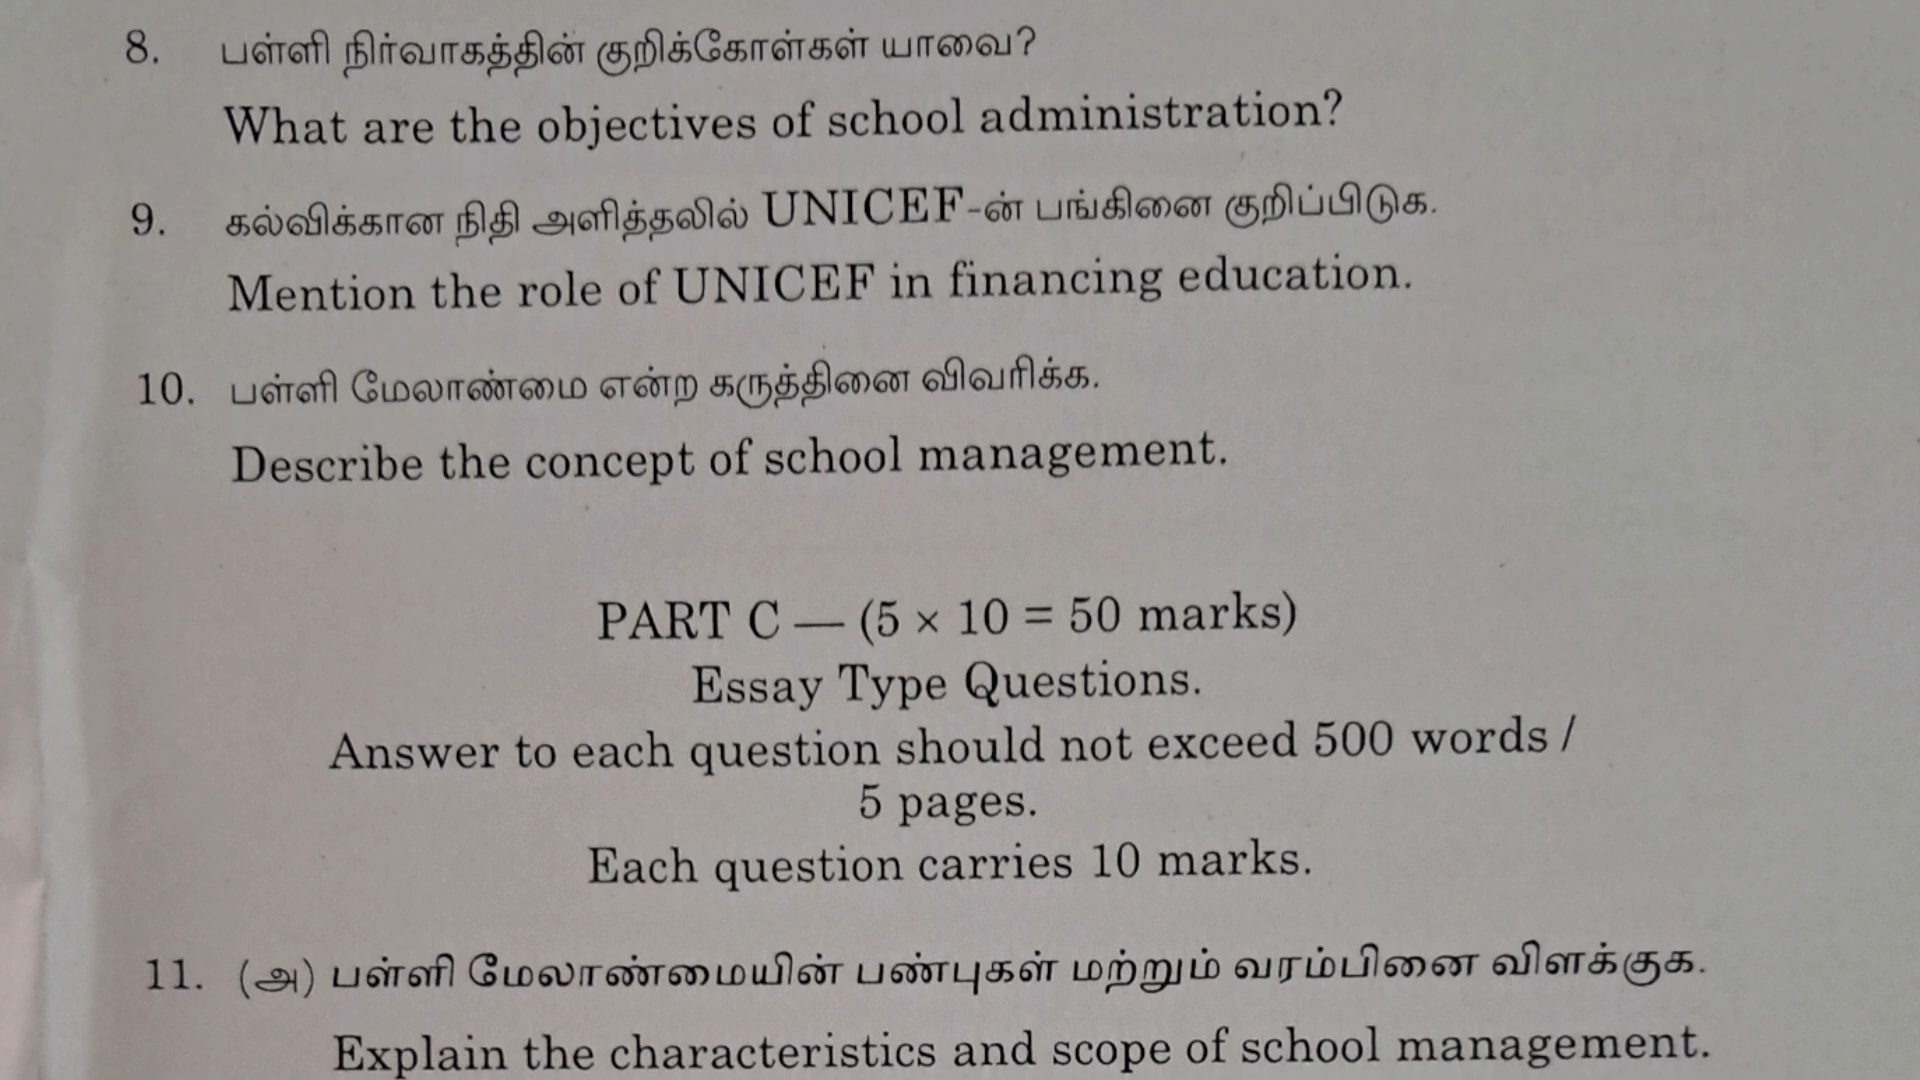 8. பள்ளி நிர்வாகத்தின் குறிக்கோள்கள் யாவை?
What are the objectives of school administration?
9. கல்விக்கான நிதி அளித்தலில் UNICEF-ன் பங்கினை குறிப்பிடுக.
Mention the role of UNICEF in financing education.
10. பள்ளி மேலாண்மை என்ற கருத்தினை விவரிக்க.
Describe the concept of school management.
PART C — (5 × 10 = 50 marks)
Essay Type Questions.
Answer to each question should not exceed 500 words /
5 pages.
Each question carries 10 marks.
11. (அ) பள்ளி மேலாண்மையின் பண்புகள் மற்றும் வரம்பினை விளக்குக.
Explain the characteristics and scope of school management.